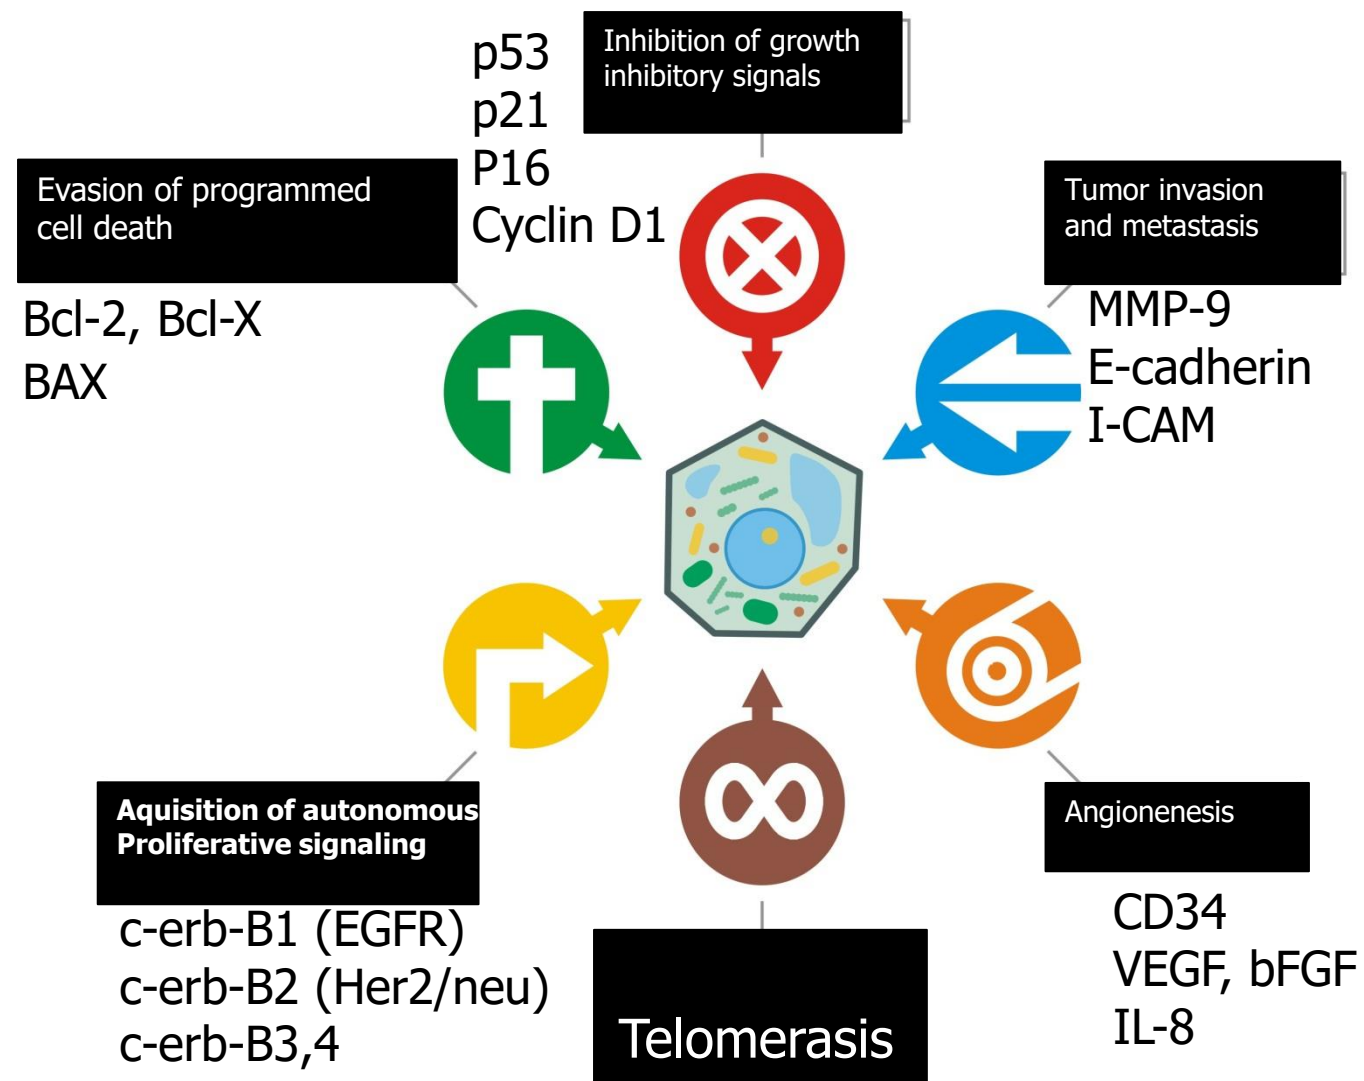 p53
p21
P16
Cyclin D1
Inhibition of growth
inhibitory signals
Evasion of programmed
cell death
Bcl-2, Bcl-X
BAX
Tumor invasion
and metastasis
MMP-9
E-cadherin
I-CAM
Aquisition of autonomous
Proliferative signaling
c-erb-B1 (EGFR)
c-erb-B2 (Her2/neu)
c-erb-B3,4
Telomerasis
Angionenesis
CD34
VEGF, bFGF
IL-8